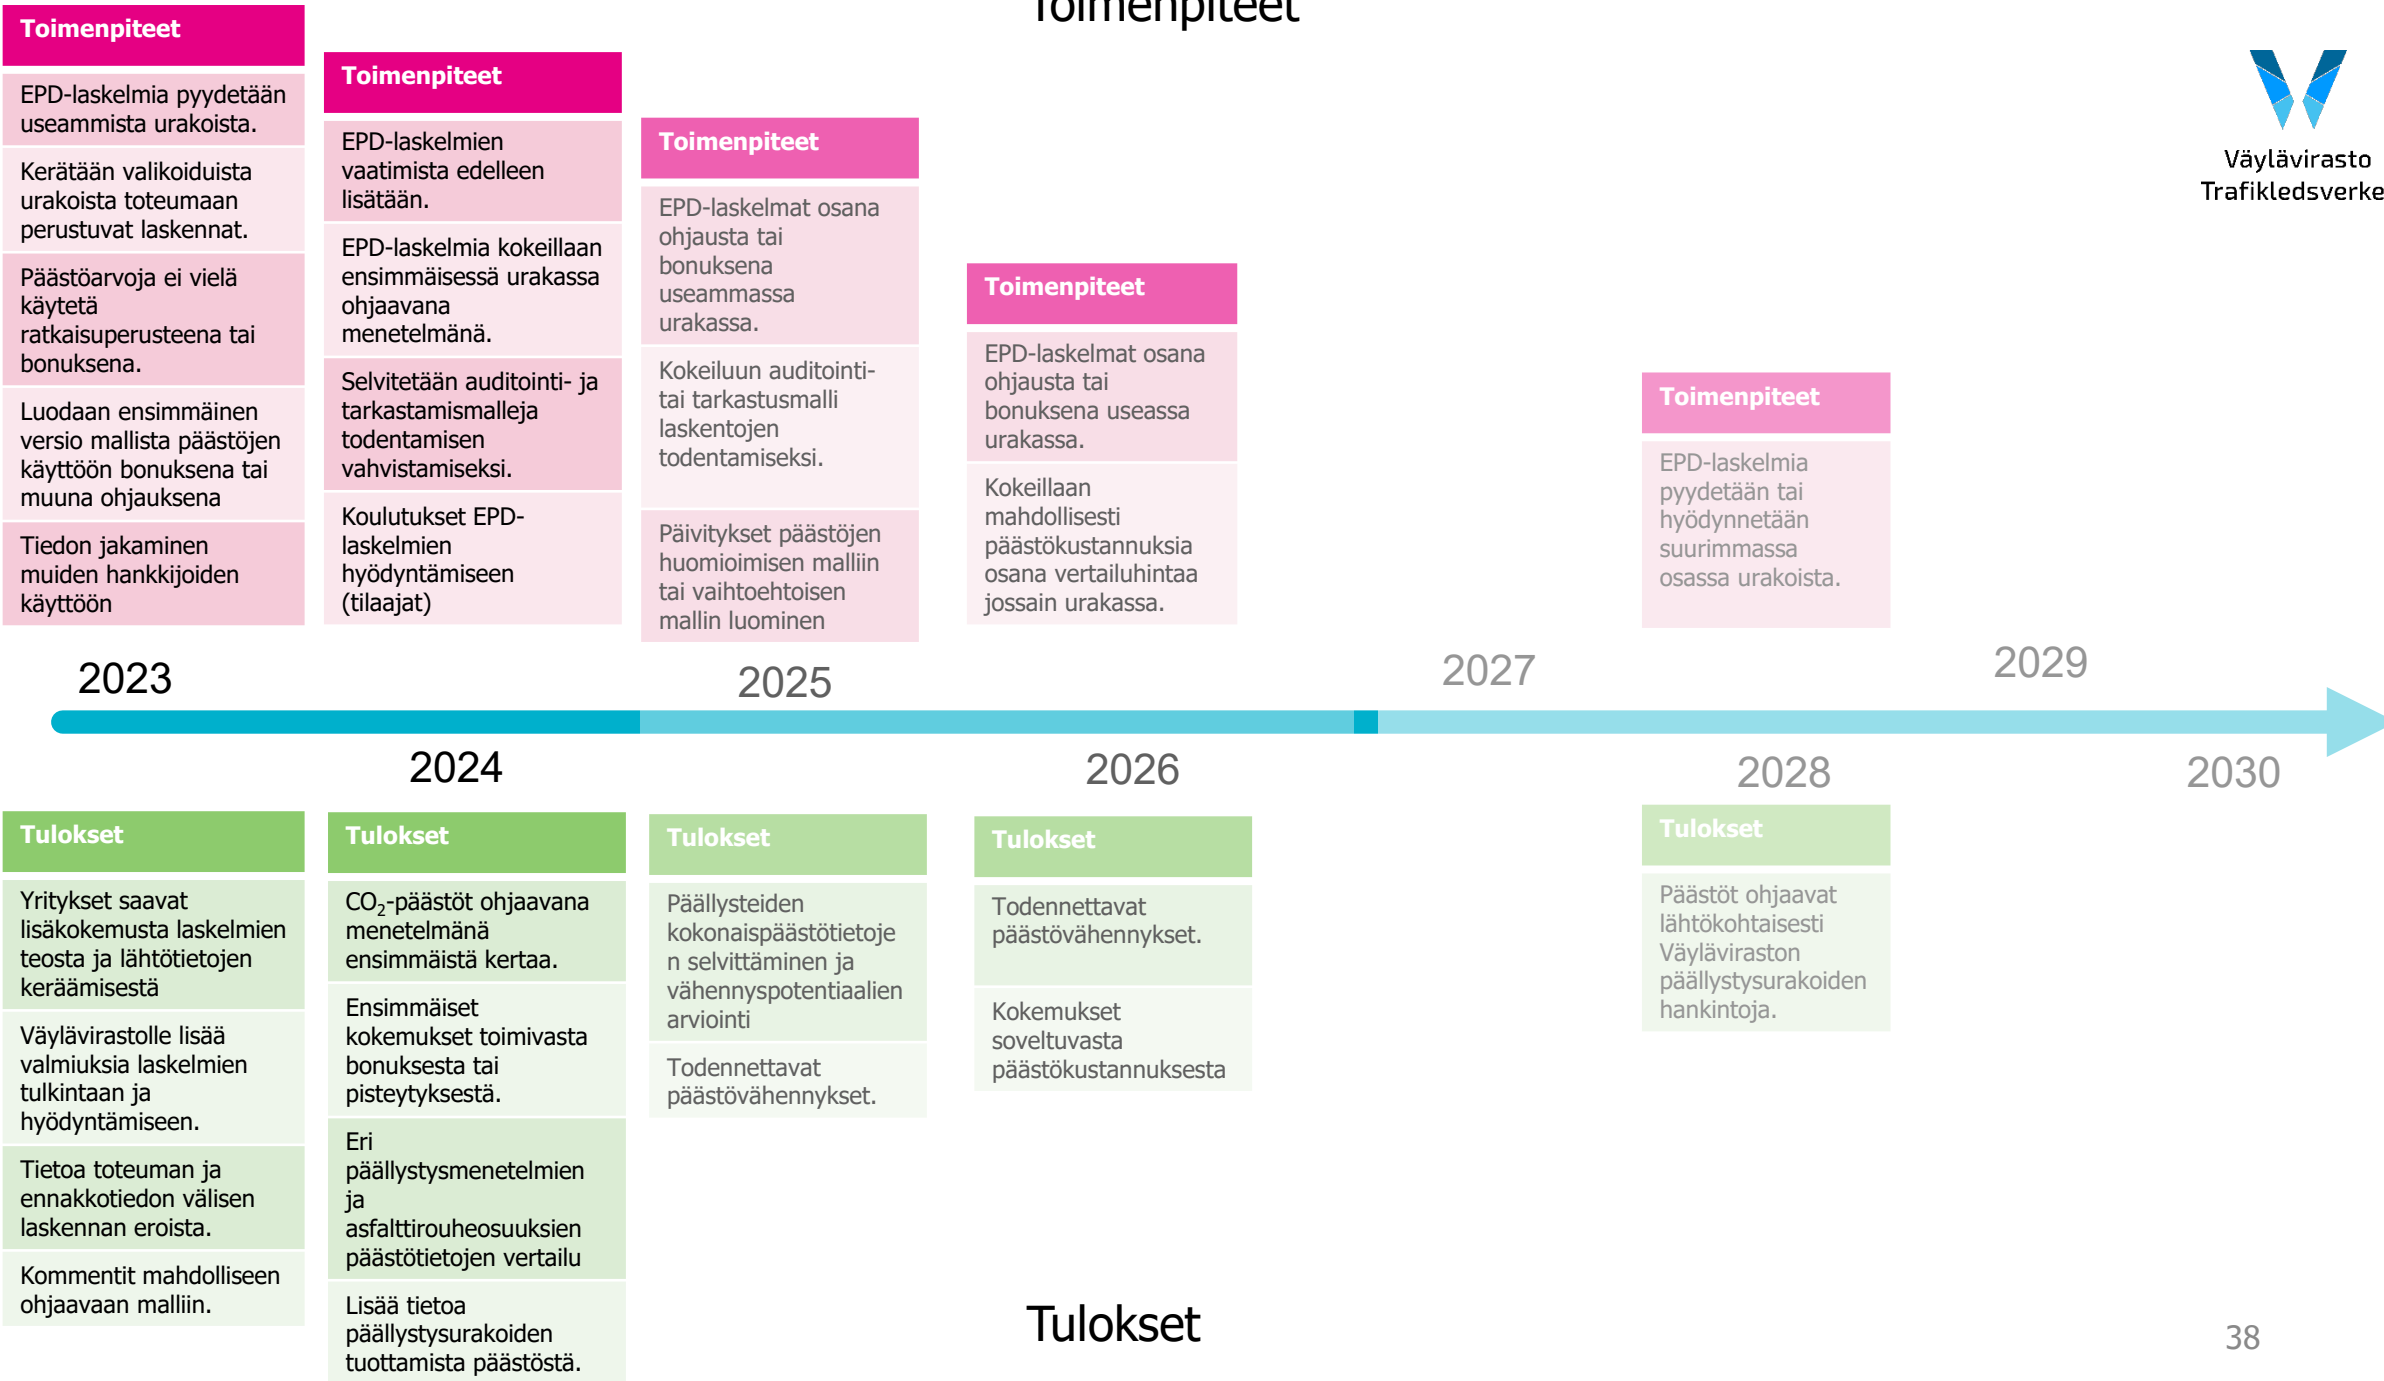 Toimenpiteet
Väylävirasto
Trafikledsverke
Toimenpiteet
EPD-laskelmia pyydetään
useammista urakoista.
Kerätään valikoiduista
urakoista toteumaan
perustuvat laskennat.
Päästöarvoja ei vielä
käytetä
ratkaisuperusteena tai
bonuksena.
Luodaan ensimmäinen
versio mallista päästöjen
käyttöön bonuksena tai
muuna ohjauksena
Tiedon jakaminen
muiden hankkijoiden
käyttöön
Toimenpiteet
EPD-laskelmien
vaatimista edelleen
lisätään.
EPD-laskelmia kokeillaan
ensimmäisessä urakassa
ohjaavana
menetelmänä.
Selvitetään auditointi- ja
tarkastamismalleja
todentamisen
vahvistamiseksi.
Koulutukset EPD-
laskelmien
hyödyntämiseen
(tilaajat)
Toimenpiteet
EPD-laskelmat osana
ohjausta tai
bonuksena
useammassa
urakassa.
Kokeiluun auditointi-
tai tarkastusmalli
laskentojen
todentamiseksi.
Päivitykset päästöjen
huomioimisen malliin
tai vaihtoehtoisen
mallin luominen
Toimenpiteet
EPD-laskelmat osana
ohjausta tai
bonuksena useassa
urakassa.
Kokeillaan
mahdollisesti
päästökustannuksia
osana vertailuhintaa
jossain urakassa.
Toimenpiteet
EPD-laskelmia
pyydetään tai
hyödynnetään
suurimmassa
osassa urakoista.
2023
2025
2027
2029
2024
2026
2028
2030
Tulokset
Yritykset saavat
lisäkokemusta laskelmien
teosta ja lähtötietojen
keräämisestä
Väylävirastolle lisää
valmiuksia laskelmien
tulkintaan ja
hyödyntämiseen.
Tietoa toteuman ja
ennakkotiedon välisen
laskennan eroista.
Kommentit mahdolliseen
ohjaavaan malliin.
Tulokset
CO₂-päästöt ohjaavana
menetelmänä
ensimmäistä kertaa.
Ensimmäiset
kokemukset toimivasta
bonuksesta tai
pisteytyksestä.
Eri
päällystysmenetelmien
ja
asfalttirouheosuuksien
päästötietojen vertailu
Lisää tietoa
päällystysurakoiden
tuottamista päästöstä.
Tulokset
Päällysteiden
kokonaispäästötietoje
n selvittäminen ja
vähennyspotentiaalien
arviointi
Todennettavat
päästövähennykset.
Tulokset
Todennettavat
päästövähennykset.
Kokemukset
soveltuvasta
päästökustannuksesta
Tulokset
Päästöt ohjaavat
lähtökohtaisesti
Väyläviraston
päällystysurakoiden
hankintoja.
Tulokset
38